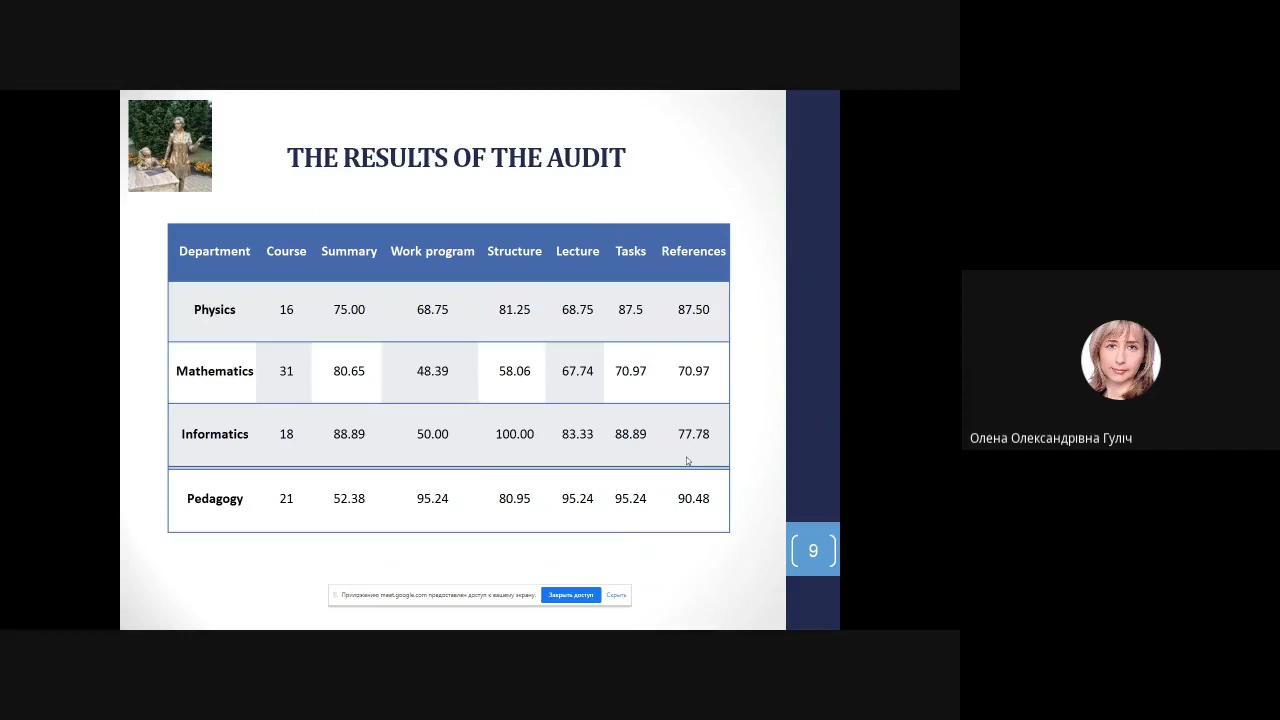 THE RESULTS OF THE AUDIT
Department Course Summary Work program Structure Lecture Tasks References
Physics 16 75.00 68.75 81.25 68.75 87.5 87.50
Mathematics 31 80.65 48.39 58.06 67.74 70.97 70.97
Informatics 18 88.89 50.00 100.00 83.33 88.89 77.78
Pedagogy 21 52.38 95.24 80.95 95.24 95.24 90.48
9
Приложению meet.google.com предоставлен доступ к вашему экрану. Закрыть доступ Скрыть
Олена Олександрівна Гуліч